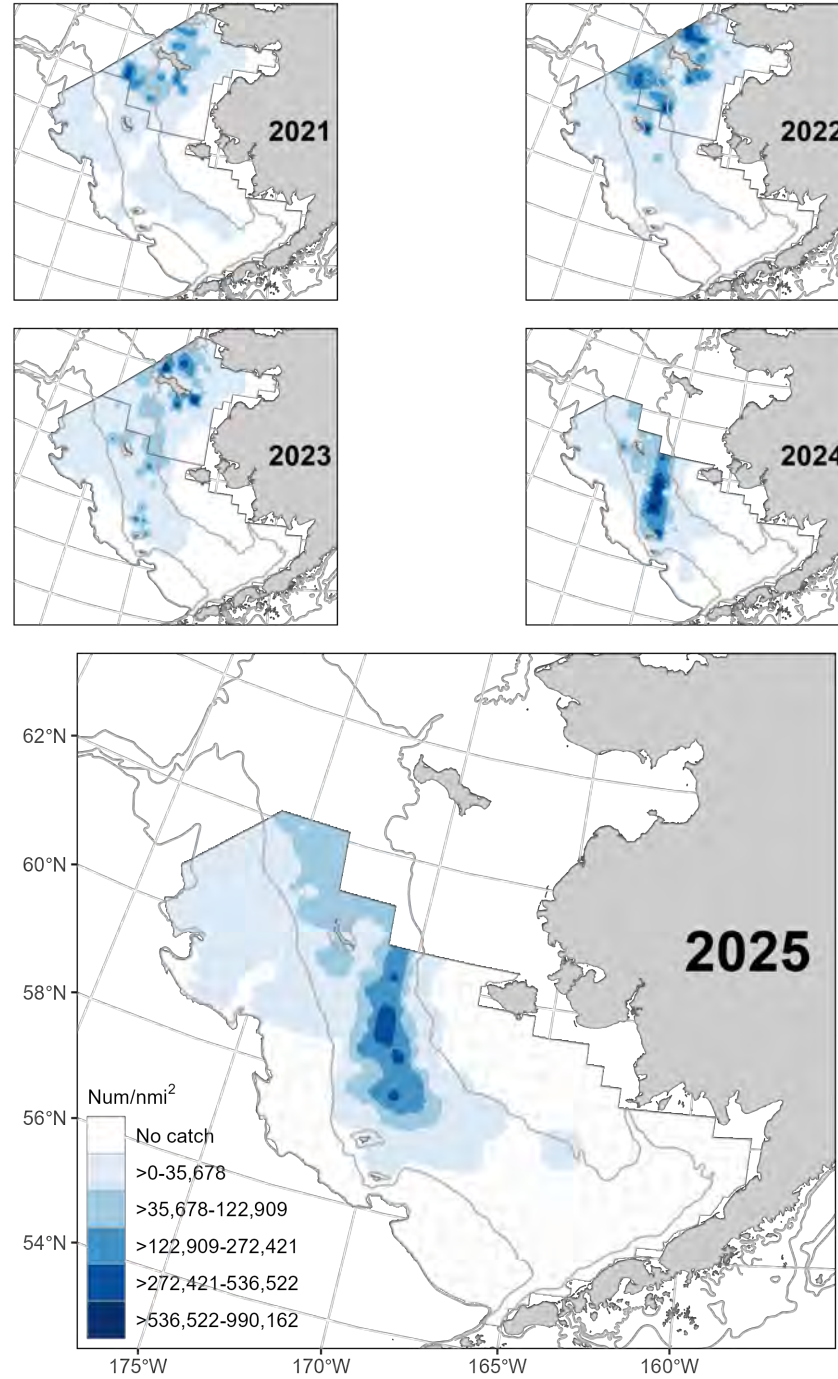 2021
2022
2023
2024
2025
62°N
60°N
58°N
56°N
54°N
Num/nmi²
No catch
>0-35,678
>35,678-122,909
>122,909-272,421
>272,421-536,522
>536,522-990,162
175°W
170°W
165°W
160°W